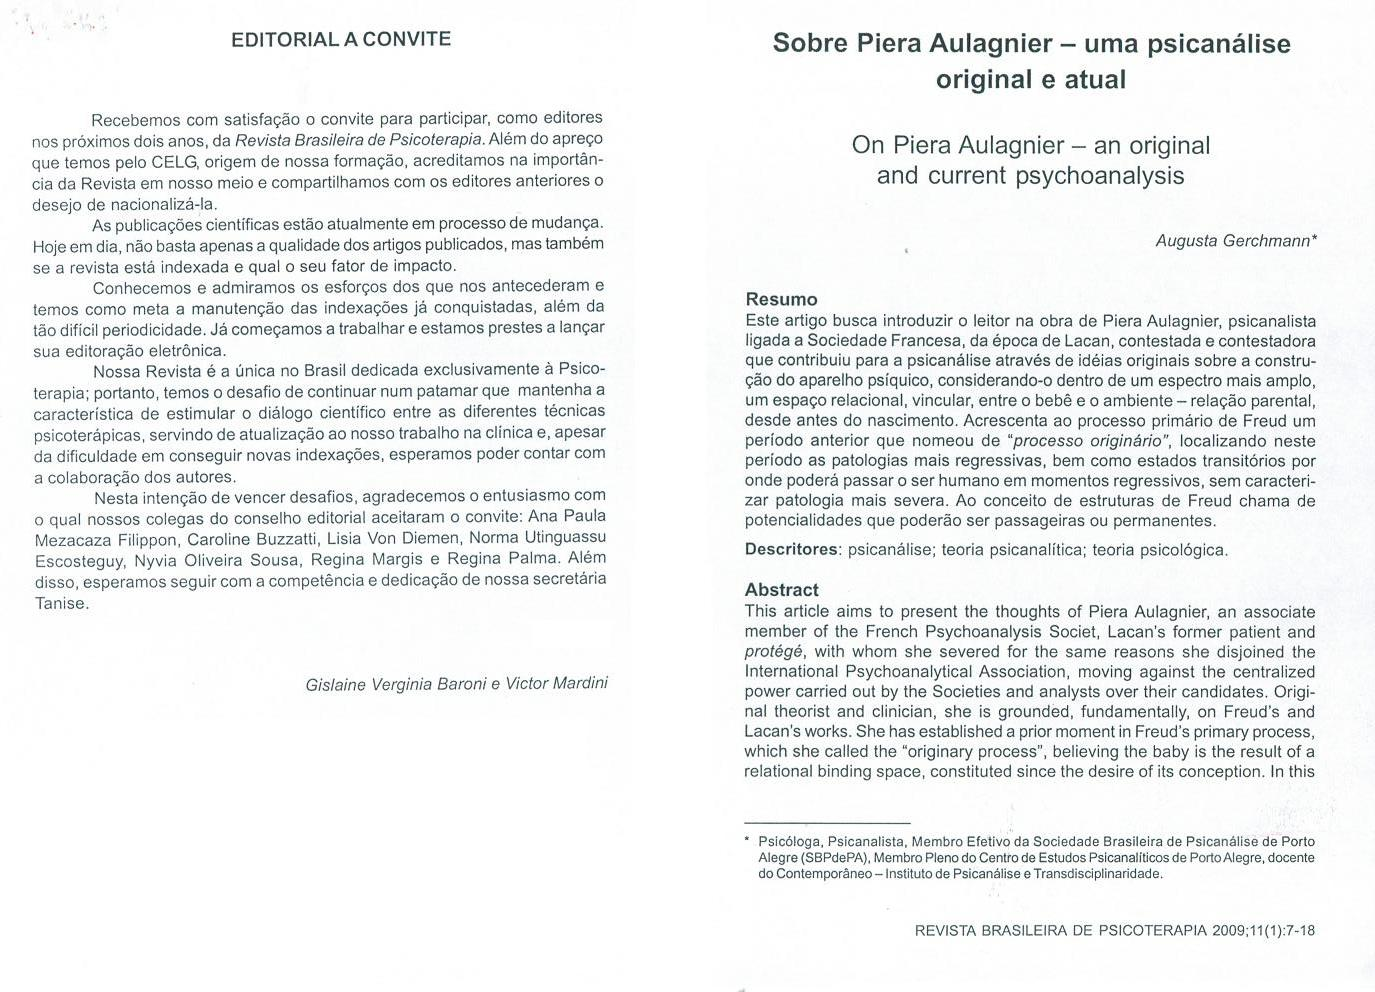 EDITORIAL A CONVITE
Recebemos com satisfação o convite para participar, como editores
nos próximos dois anos, da Revista Brasileira de Psicoterapia. Além do apreço
que temos pelo CELG, origem de nossa formação, acreditamos na importân-
cia da Revista em nosso meio e compartilhamos com os editores anteriores o
desejo de nacionalizá-la.
As publicações científicas estão atualmente em processo de mudança.
Hoje em dia, não basta apenas a qualidade dos artigos publicados, mas também
se a revista está indexada e qual o seu fator de impacto.
Conhecemos e admiramos os esforços dos que nos antecederam e
temos como meta a manutenção das indexações já conquistadas, além da
tão difícil periodicidade. Já começamos a trabalhar e estamos prestes a lançar
sua editoração eletrônica.
Nossa Revista é a única no Brasil dedicada exclusivamente à Psico-
terapia; portanto, temos o desafio de continuar num patamar que mantenha a
característica de estimular o diálogo científico entre as diferentes técnicas
psicoterápicas, servindo de atualização ao nosso trabalho na clínica e, apesar
da dificuldade em conseguir novas indexações, esperamos poder contar com
a colaboração dos autores.
Nesta intenção de vencer desafios, agradecemos o entusiasmo com
o qual nossos colegas do conselho editorial aceitaram o convite: Ana Paula
Mezacaza Filippon, Caroline Buzzatti, Lisia Von Diemen, Norma Utinguassu
Escosteguy, Nyvia Oliveira Sousa, Regina Margis e Regina Palma. Além
disso, esperamos seguir com a competência e dedicação de nossa secretária
Tanise.
Gislaine Verginia Baroni e Victor Mardini
Sobre Piera Aulagnier – uma psicanálise
original e atual
On Piera Aulagnier – an original
and current psychoanalysis
Augusta Gerchmann*
Resumo
Este artigo busca introduzir o leitor na obra de Piera Aulagnier, psicanalista
ligada a Sociedade Francesa, da época de Lacan, contestada e contestadora
que contribuiu para a psicanálise através de idéias originais sobre a constru-
ção do aparelho psíquico, considerando-o dentro de um espectro mais amplo,
um espaço relacional, vincular, entre o bebê e o ambiente – relação parental,
desde antes do nascimento. Acrescenta ao processo primário de Freud um
período anterior que nomeou de “processo originário”, localizando neste
período as patologias mais regressivas, bem como estados transitórios por
onde poderá passar o ser humano em momentos regressivos, sem caracteri-
zar patologia mais severa. Ao conceito de estruturas de Freud chama de
potencialidades que poderão ser passageiras ou permanentes.
Descritores: psicanálise; teoria psicanalítica; teoria psicológica.
Abstract
This article aims to present the thoughts of Piera Aulagnier, an associate
member of the French Psychoanalysis Societ, Lacan’s former patient and
protégé, with whom she severed for the same reasons she disjoined the
International Psychoanalytical Association, moving against the centralized
power carried out by the Societies and analysts over their candidates. Origi-
nal theorist and clinician, she is grounded, fundamentally, on Freud’s and
Lacan’s works. She has established a prior moment in Freud’s primary process,
which she called the “originary process”, believing the baby is the result of a
relational binding space, constituted since the desire of its conception. In this
* Psicóloga, Psicanalista, Membro Efetivo da Sociedade Brasileira de Psicanálise de Porto
Alegre (SBPdePA), Membro Pleno do Centro de Estudos Psicanalíticos de Porto Alegre, docente
do Contemporâneo – Instituto de Psicanálise e Transdisciplinaridade.
REVISTA BRASILEIRA DE PSICOTERAPIA 2009;11(1):7-18